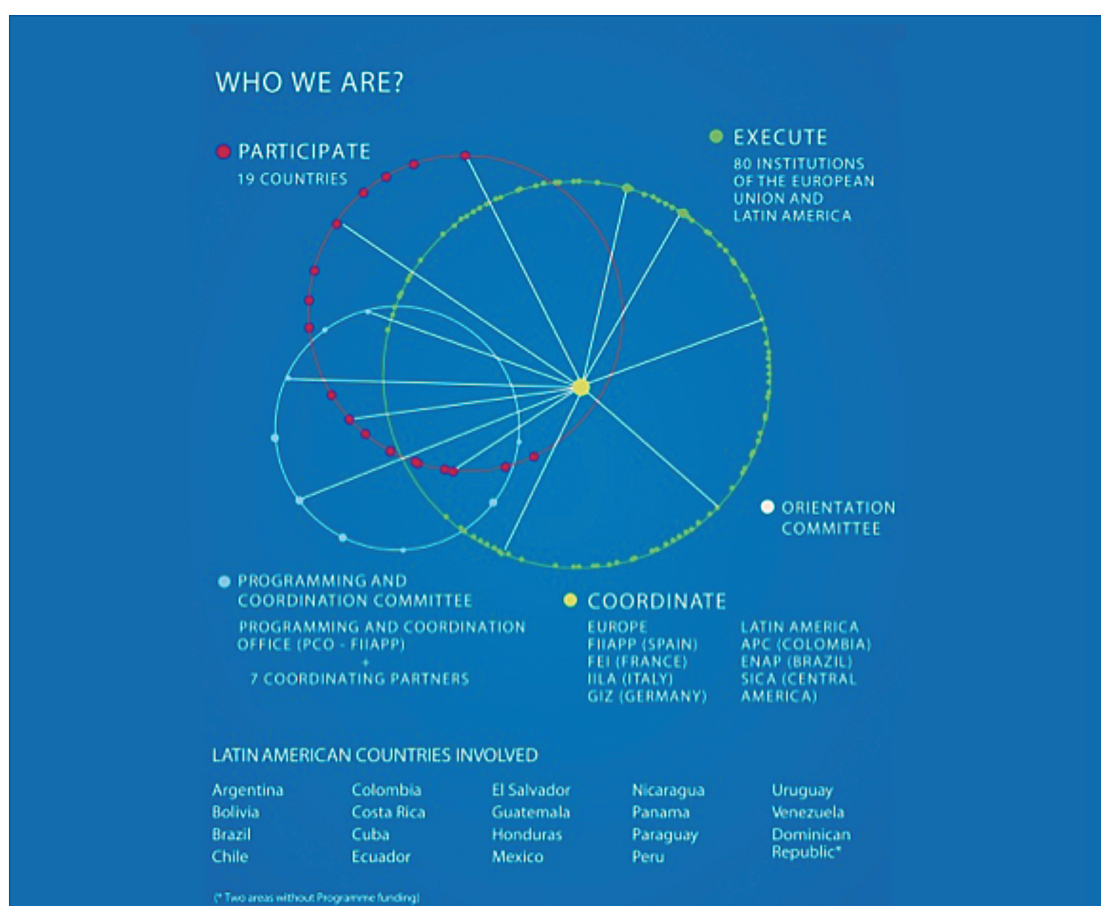 WHO WE ARE?
PARTICIPATE
19 COUNTRIES
EXECUTE
80 INSTITUTIONS
OF THE EUROPEAN
UNION AND
LATIN AMERICA
ORIENTATION
COMMITTEE
PROGRAMMING AND
COORDINATION COMMITTEE
PROGRAMMING AND COORDINATION
OFFICE (PCO - FIIAPP)
+
7 COORDINATING PARTNERS
COORDINATE
EUROPE
FIIAPP (SPAIN)
FEI (FRANCE)
IILA (ITALY)
GIZ (GERMANY)
LATIN AMERICA
APC (COLOMBIA)
ENAP (BRAZIL)
SICA (CENTRAL
AMERICA)
LATIN AMERICAN COUNTRIES INVOLVED
Argentina
Bolivia
Brazil
Chile
Colombia
Costa Rica
Cuba
Ecuador
El Salvador
Guatemala
Honduras
Mexico
Nicaragua
Panama
Paraguay
Peru
Uruguay
Venezuela
Dominican
Republic*
(* Two areas without Programme funding)